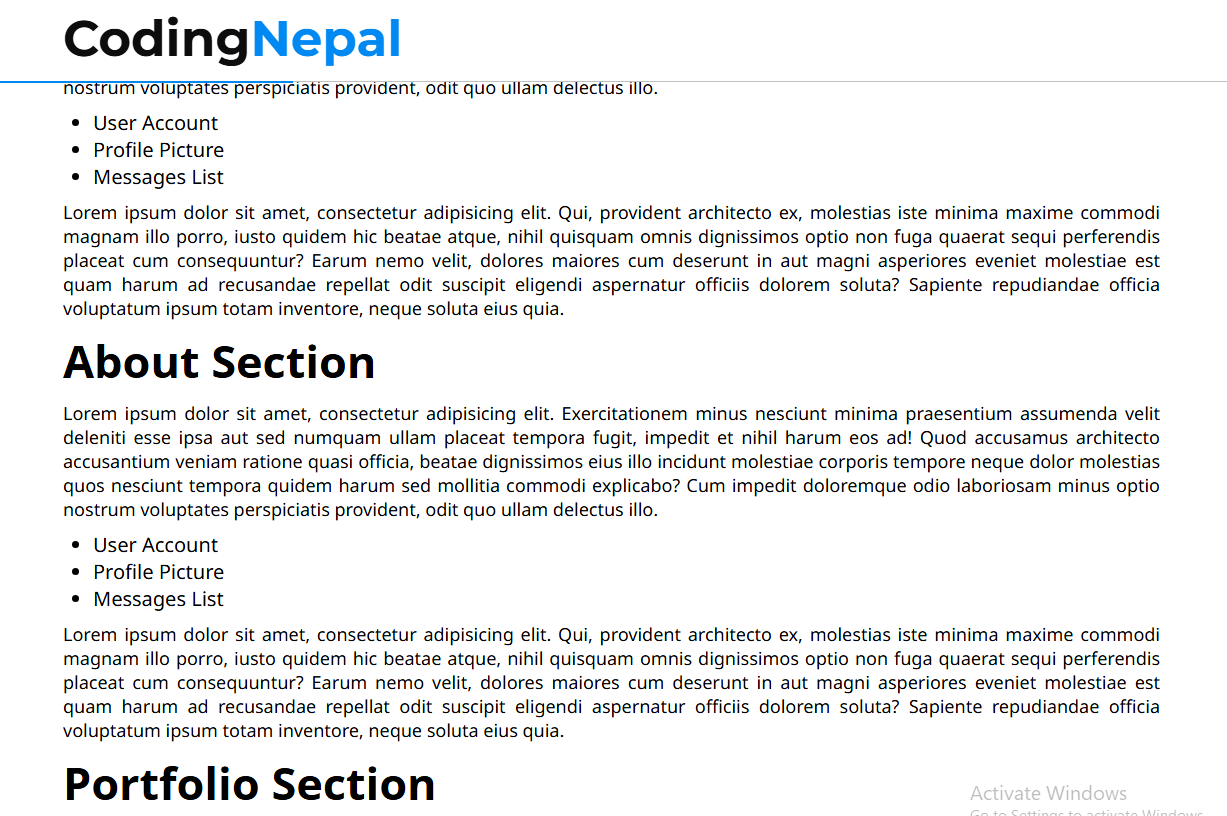 CodingNepal
nostrum voluptates perspiciatis provident, odit quo ullam delectus illo.
User Account
Profile Picture
Messages List
Lorem ipsum dolor sit amet, consectetur adipisicing elit. Qui, provident architecto ex, molestias iste minima maxime commodi
magnam illo porro, iusto quidem hic beatae atque, nihil quisquam omnis dignissimos optio non fuga quaerat sequi perferendis
placeat cum consequuntur? Earum nemo velit, dolores maiores cum deserunt in aut magni asperiores eveniet molestiae est
quam harum ad recusandae repellat odit suscipit eligendi aspernatur officiis dolorem soluta? Sapiente repudiandae officia
voluptatum ipsum totam inventore, neque soluta eius quia.
About Section
Lorem ipsum dolor sit amet, consectetur adipisicing elit. Exercitationem minus nesciunt minima praesentium assumenda velit
deleniti esse ipsa aut sed numquam ullam placeat tempora fugit, impedit et nihil harum eos ad! Quod accusamus architecto
accusantium veniam ratione quasi officia, beatae dignissimos eius illo incidunt molestiae corporis tempore neque dolor molestias
quos nesciunt tempora quidem harum sed mollitia commodi explicabo? Cum impedit doloremque odio laboriosam minus optio
nostrum voluptates perspiciatis provident, odit quo ullam delectus illo.
User Account
Profile Picture
Messages List
Lorem ipsum dolor sit amet, consectetur adipisicing elit. Qui, provident architecto ex, molestias iste minima maxime commodi
magnam illo porro, iusto quidem hic beatae atque, nihil quisquam omnis dignissimos optio non fuga quaerat sequi perferendis
placeat cum consequuntur? Earum nemo velit, dolores maiores cum deserunt in aut magni asperiores eveniet molestiae est
quam harum ad recusandae repellat odit suscipit eligendi aspernatur officiis dolorem soluta? Sapiente repudiandae officia
voluptatum ipsum totam inventore, neque soluta eius quia.
Portfolio Section
Activate Windows
Go to Settings to activate Windows.